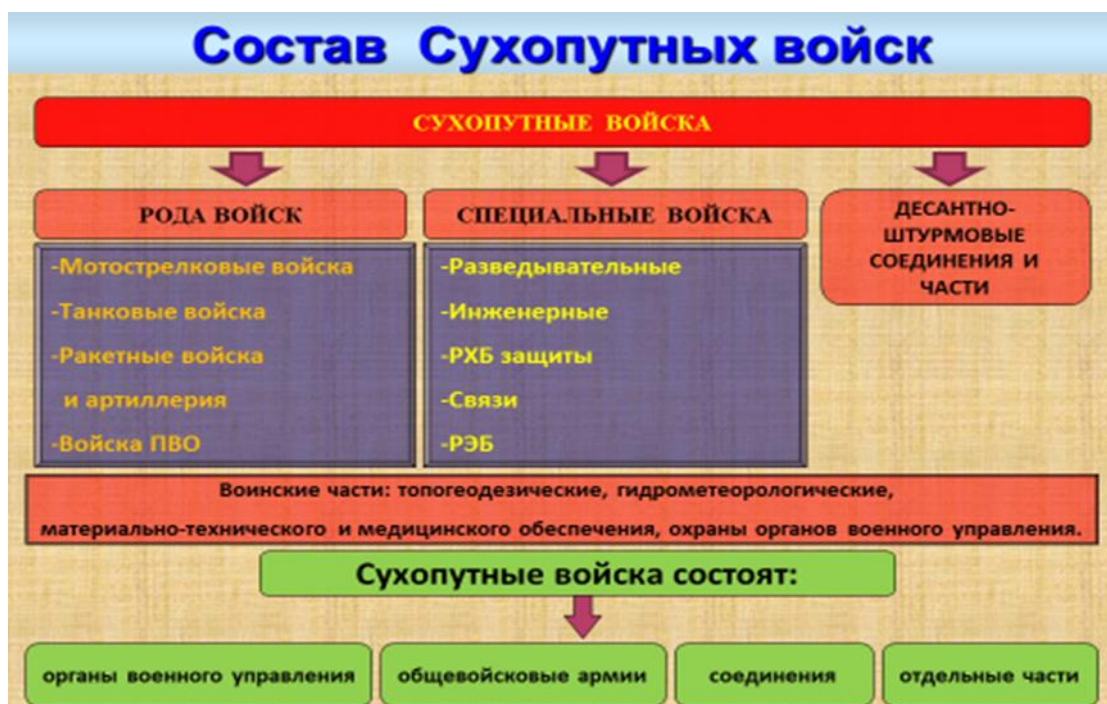 Состав Сухопутных войск
СУХОПУТНЫЕ ВОЙСКА
РОДА ВОЙСК
-Мотострелковые войска
-Танковые войска
-Ракетные войска
и артиллерия
-Войска ПВО
СПЕЦИАЛЬНЫЕ ВОЙСКА
-Разведывательные
-Инженерные
-РХБ защиты
-Связи
-РЭБ
ДЕСАНТНО-
ШТУРМОВЫЕ
СОЕДИНЕНИЯ И
ЧАСТИ
Воинские части: топогеодезические, гидрометеорологические,
материально-технического и медицинского обеспечения, охраны органов военного управления.
Сухопутные войска состоят:
органы военного управления
общевойсковые армии
соединения
отдельные части